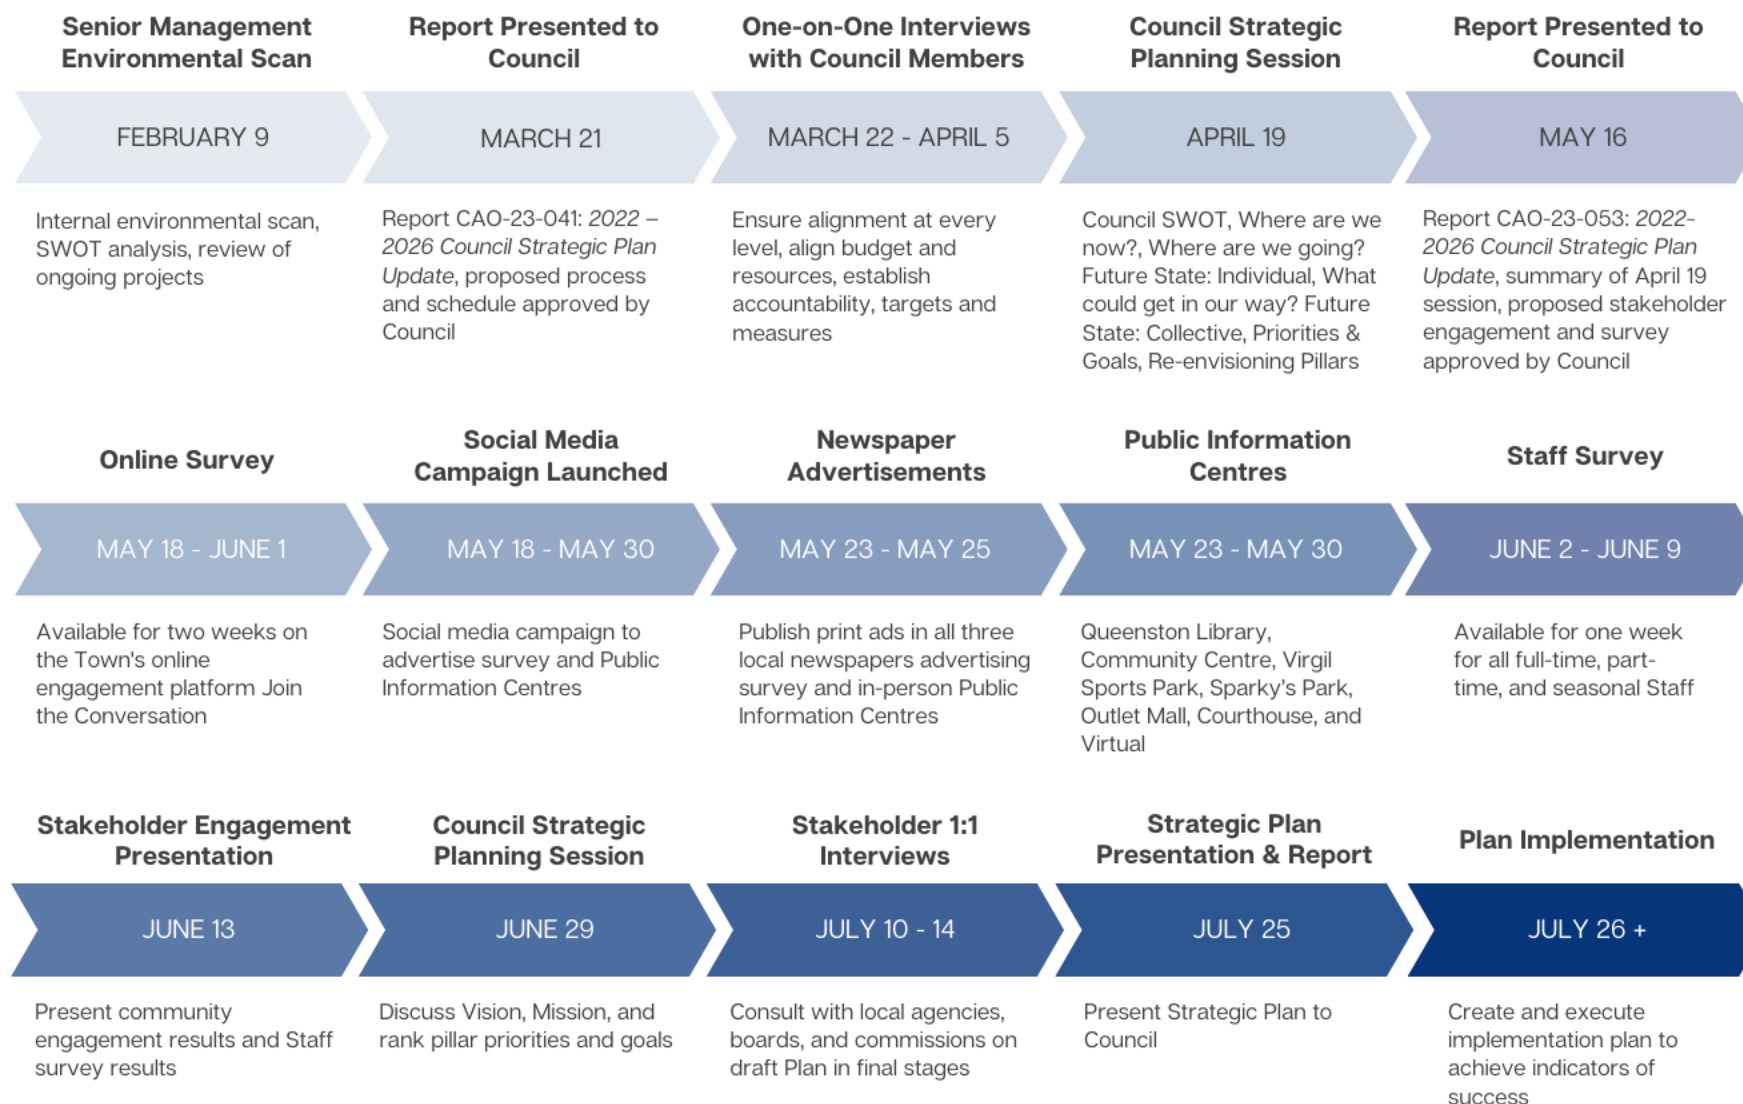 Senior Management
Environmental Scan
FEBRUARY 9
Internal environmental scan,
SWOT analysis, review of
ongoing projects
Report Presented to
Council
MARCH 21
Report CAO-23-041: 2022 –
2026 Council Strategic Plan
Update, proposed process
and schedule approved by
Council
One-on-One Interviews
with Council Members
MARCH 22 - APRIL 5
Ensure alignment at every
level, align budget and
resources, establish
accountability, targets and
measures
Council Strategic
Planning Session
APRIL 19
Council SWOT, Where are we
now?, Where are we going?
Future State: Individual, What
could get in our way? Future
State: Collective, Priorities &
Goals, Re-envisioning Pillars
Report Presented to
Council
MAY 16
Report CAO-23-053: 2022-
2026 Council Strategic Plan
Update, summary of April 19
session, proposed stakeholder
engagement and survey
approved by Council
Online Survey
MAY 18 - JUNE 1
Available for two weeks on
the Town's online
engagement platform Join
the Conversation
Social Media
Campaign Launched
MAY 18 - MAY 30
Social media campaign to
advertise survey and Public
Information Centres
Newspaper
Advertisements
MAY 23 - MAY 25
Publish print ads in all three
local newspapers advertising
survey and in-person Public
Information Centres
Public Information
Centres
MAY 23 - MAY 30
Queenston Library,
Community Centre, Virgil
Sports Park, Sparky's Park,
Outlet Mall, Courthouse, and
Virtual
Staff Survey
JUNE 2 - JUNE 9
Available for one week
for all full-time, part-
time, and seasonal Staff
Stakeholder Engagement
Presentation
JUNE 13
Present community
engagement results and Staff
survey results
Council Strategic
Planning Session
JUNE 29
Discuss Vision, Mission, and
rank pillar priorities and goals
Stakeholder 1:1
Interviews
JULY 10 - 14
Consult with local agencies,
boards, and commissions on
draft Plan in final stages
Strategic Plan
Presentation & Report
JULY 25
Present Strategic Plan to
Council
Plan Implementation
JULY 26 +
Create and execute
implementation plan to
achieve indicators of
success